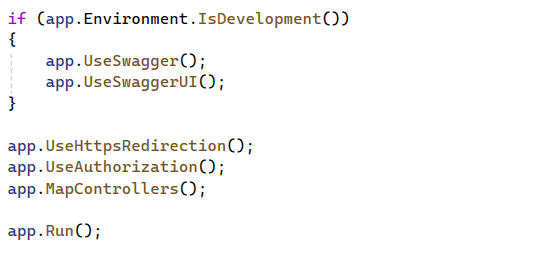 if (app.Environment.IsDevelopment())
{
    app.UseSwagger();
    app.UseSwaggerUI();
}

app.UseHttpsRedirection();
app.UseAuthorization();
app.MapControllers();

app.Run();